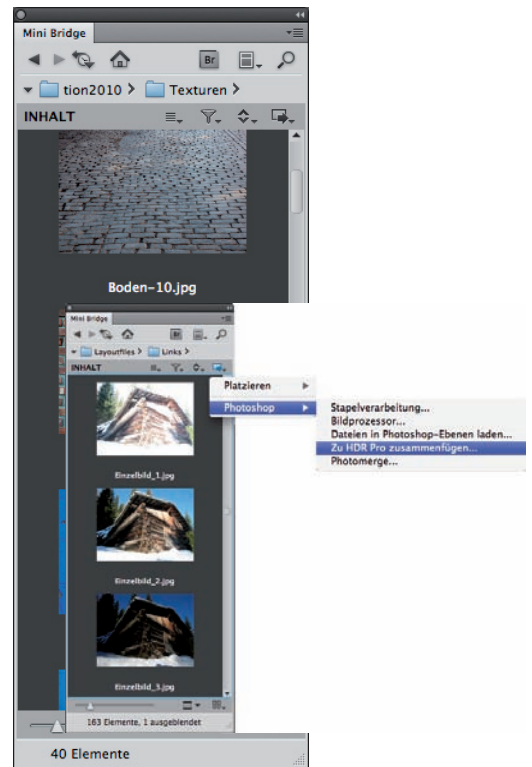 Mini Bridge
Br
tion2010 > Texturen >
INHALT
Boden-10.jpg
Mini Bridge
Br
Layoutfiles > Links >
INHALT
Einzelbild_1.jpg
Einzelbild_2.jpg
Einzelbild_3.jpg
163 Elemente, 1 ausgeblendet
Platzieren
Photoshop
Stapelverarbeitung...
Bildprozessor...
Dateien in Photoshop-Ebenen laden...
Zu HDR Pro zusammenfügen...
Photomerge...
40 Elemente